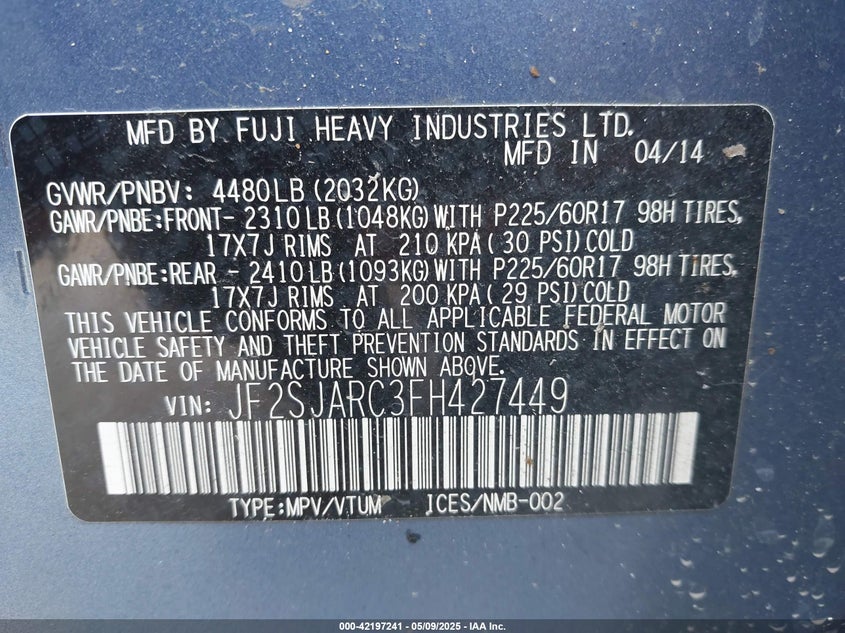 MFD BY FUJI HEAVY INDUSTRIES LTD.
MFD IN 04/14
GVWR/PNBV: 4480LB (2032KG)
GAWR/PNBE:FRONT- 2310LB (1048KG) WITH P225/60R17 98H TIRES,
17X7J RIMS AT 210 KPA( 30 PSI) COLD
GAWR/PNBE:REAR - 2410LB (1093KG) WITH P225/60R17 98H TIRES,
17X7J RIMS AT 200 KPA( 29 PSI) COLD
THIS VEHICLE CONFORMS TO ALL APPLICABLE FEDERAL MOTOR
VEHICLE SAFETY AND THEFT PREVENTION STANDARDS IN EFFECT ON
THE DATE OF MANUFACTURE SHOWN ABOVE.
VIN: JF2SJARC3FH427449
TYPE:MPV/VTUM ICES/NMB-002
000-42197241 - 05/09/2025 - IAA Inc.